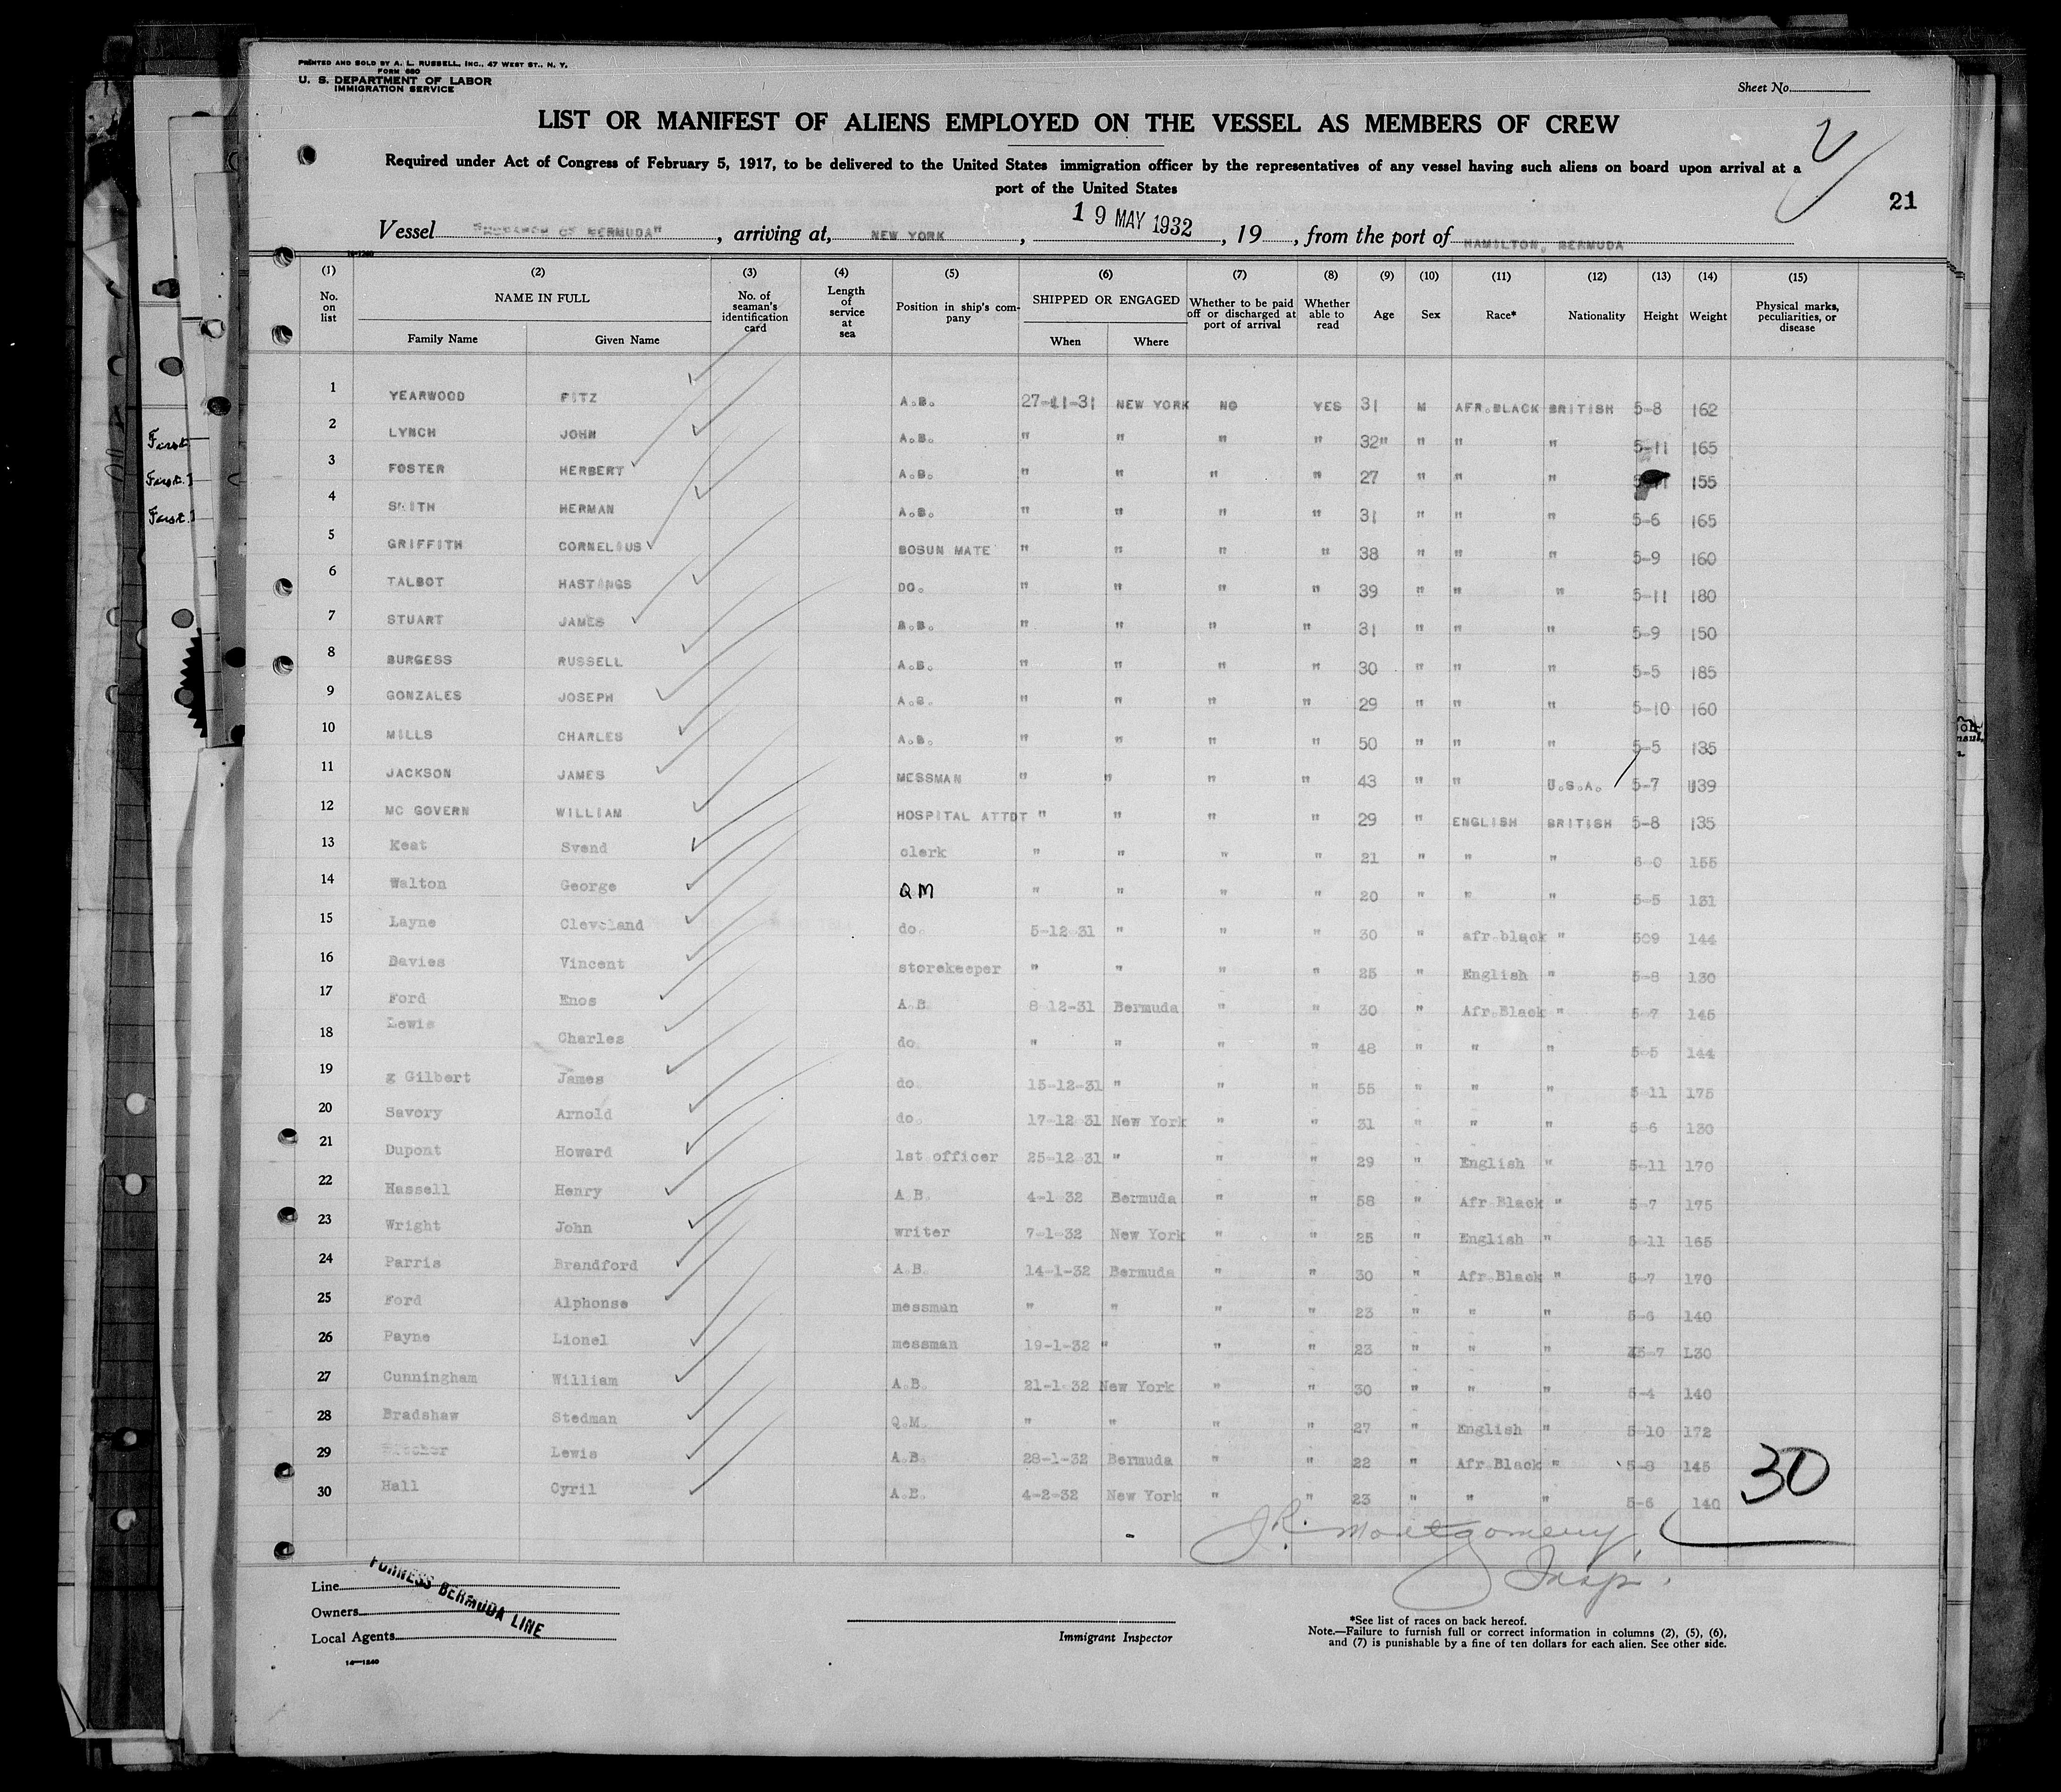 PRINTED AND SOLD BY A. L. RUSSELL, INC., 47 WEST ST., N. Y.
FORM 680
U. S. DEPARTMENT OF LABOR
IMMIGRATION SERVICE
Sheet No.
LIST OR MANIFEST OF ALIENS EMPLOYED ON THE VESSEL AS MEMBERS OF CREW
Required under Act of Congress of February 5, 1917, to be delivered to the United States immigration officer by the representatives of any vessel having such aliens on board upon arrival at a
port of the United States
21
Vessel "MONARCH OF BERMUDA", arriving at, NEW YORK, 19 MAY 1932, 19, from the port of HAMILTON, BERMUDA
(1) (2) (3) (4) (5) (6) (7) (8) (9) (10) (11) (12) (13) (14) (15)
No. on list NAME IN FULL Family Name Given Name No. of seaman's identification card Length of service at sea Position in ship's company SHIPPED OR ENGAGED When Where Whether to be paid off or discharged at port of arrival Whether able to read Age Sex Race* Nationality Height Weight Physical marks, peculiarities, or disease
1 YEARWOOD FITZ A.B. 27-11-31 NEW YORK NO YES 31 M AFR.BLACK BRITISH 5-8 162
2 LYNCH JOHN A.B. " " " " 32" " " " 5-11 165
3 FOSTER HERBERT A.B. " " " " 27 " " " 155
4 SMITH HERMAN A.B. " " " " 31 " " " 5-6 165
5 GRIFFITH CORNELIUS BOSUN MATE " " " " 38 " " " 5-9 160
6 TALBOT HASTINGS DO. " " " " 39 " " " 5-11 180
7 STUART JAMES A.B. " " " " 31 " " " 5-9 150
8 BURGESS RUSSELL A.B. " " " " 30 " " " 5-5 185
9 GONZALES JOSEPH A.B. " " " " 29 " " " 5-10 160
10 MILLS CHARLES A.B. " " " " 50 " " " 5-5 135
11 JACKSON JAMES MESSMAN " " " " 43 " " U.S.A. 5-7 139
12 MC GOVERN WILLIAM HOSPITAL ATTDT " " " " 29 " ENGLISH BRITISH 5-8 135
13 Keat Svend clerk " " " " 21 " " " 6 0 155
14 Walton George QM " " " " 20 " " " 5-5 131
15 Layne Cleveland do. 5-12 31 " " " 30 " afr.black " 509 144
16 Davies Vincent storekeeper " " " " 25 " English " 5-8 130
17 Ford Enos A.B. 8 12-31 Bermuda " " 30 " Afr.Black " 5-7 145
18 Lewis Charles do. " " " " 48 " " " 5-5 144
19 g Gilbert James do. 15-12-31 " " " 55 " " " 5-11 175
20 Savory Arnold do. 17-12 31 New York " " 31 " " " 5 6 130
21 Dupont Howard 1st officer 25-12-31 " " " 29 " English " 5-11 170
22 Hassell Henry A.B. 4-1 32 Bermuda " " 58 " Afr Black " 5-7 175
23 Wright John writer 7-1-32 New York " " 25 " English " 5-11 165
24 Parris Brandford A.B. 14-1-32 Bermuda " " 30 " Afr.Black " 5-7 170
25 Ford Alphonse messman " " " " 23 " " " 5-6 140
26 Payne Lionel messman 19-1-32 " " " 23 " " " 5-7 130
27 Cunningham William A.B. 21-1-32 New York " " 30 " " " 5-4 140
28 Bradshaw Stedman Q.M. " " " " 27 " English " 5-10 172
29 Lewis A.B. 28-1-32 Bermuda " " 22 " Afr.Black " 5-8 145
30 Hall Cyril A.B. 4-2-32 New York " " 23 " " " 5-6 140
30
J.R. Montgomery
Insp.
Line
Owners
Local Agents
FURNESS BERMUDA LINE
Immigrant Inspector
*See list of races on back hereof.
Note.—Failure to furnish full or correct information in columns (2), (5), (6),
and (7) is punishable by a fine of ten dollars for each alien. See other side.
14—1240